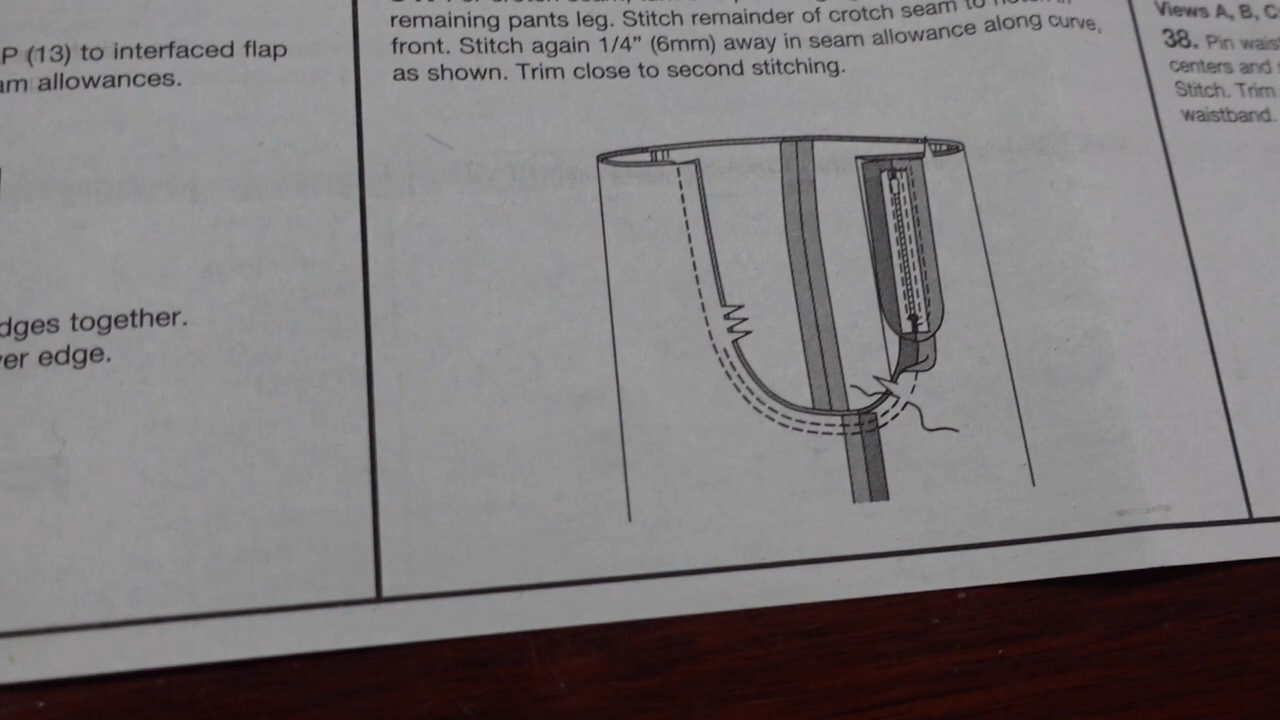 P (13) to interfaced flap
am allowances.
dges together.
er edge.
remaining pants leg. Stitch remainder of crotch seam to
front. Stitch again 1/4” (6mm) away in seam allowance along curve,
as shown. Trim close to second stitching.
Views A, B, C
38. Pin wais
centers and
Stitch. Trim
waistband.